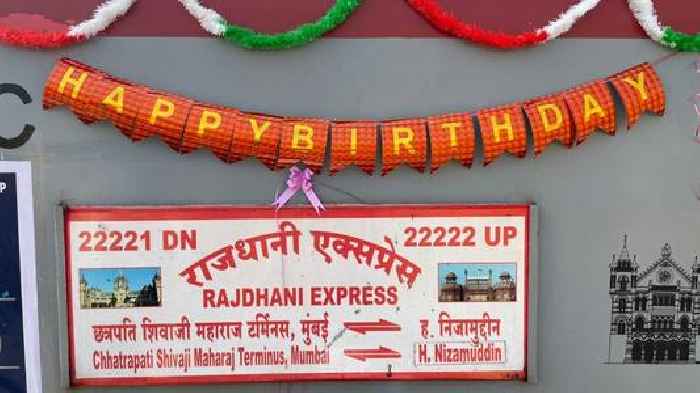 HAPPY BIRTHDAY
22221 DN
राजधानी एक्सप्रेस
22222 UP
RAJDHANI EXPRESS
छत्रपति शिवाजी महाराज टर्मिनस, मुंबई
ह. निजामुद्दीन
Chhatrapati Shivaji Maharaj Terminus, Mumbai
H. Nizamuddin